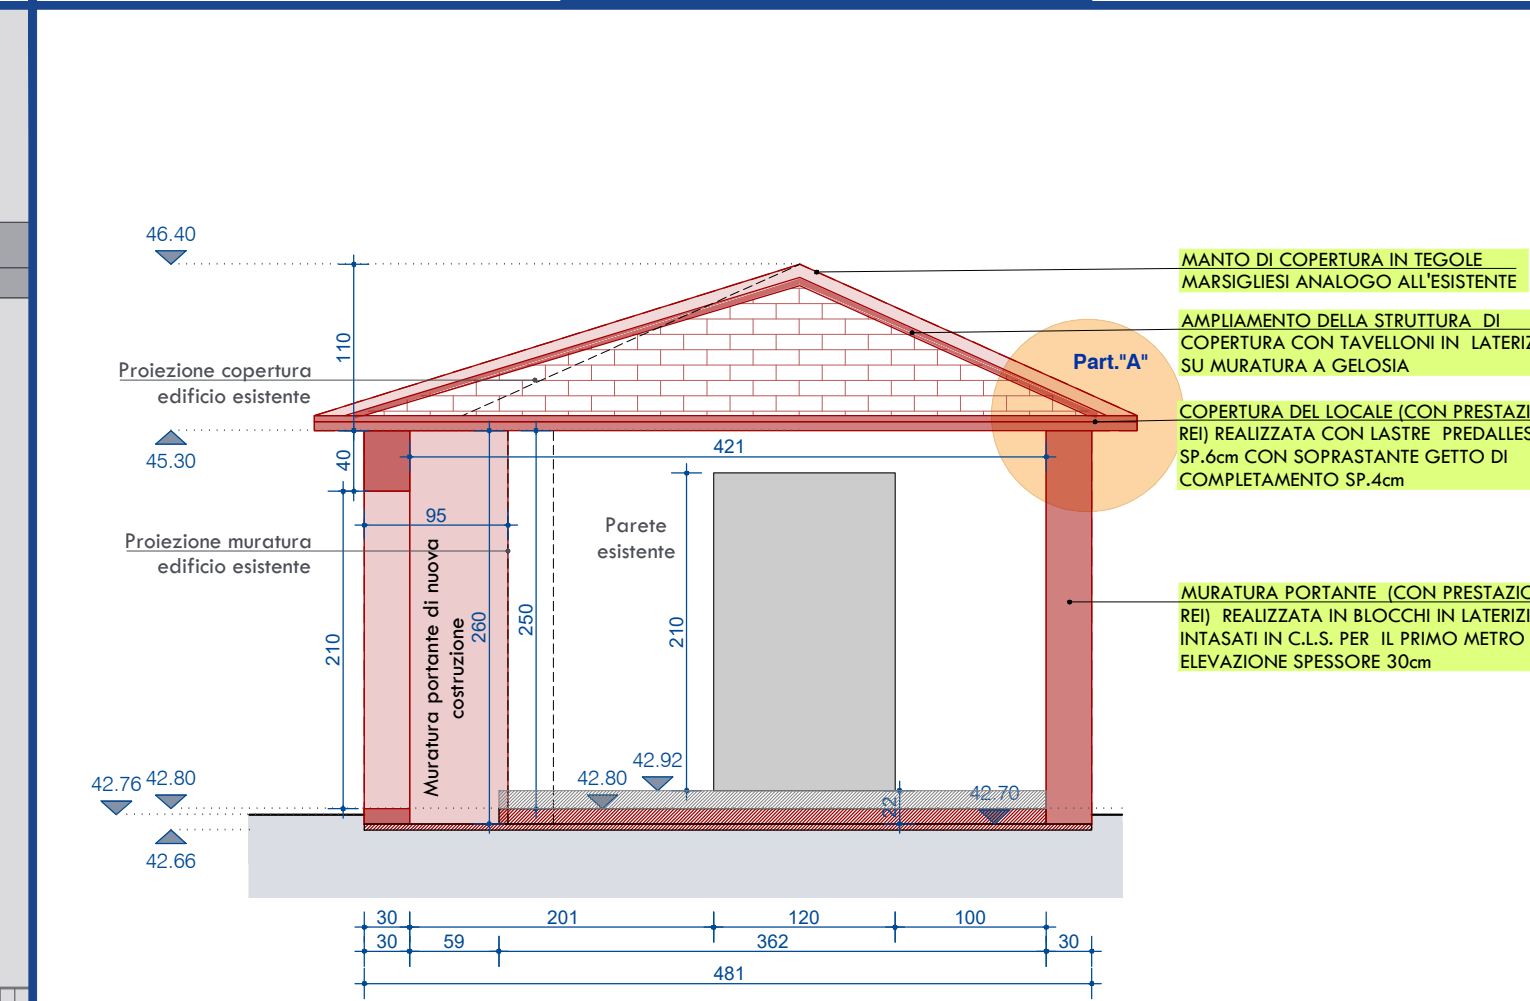 46.40
MANTO DI COPERTURA IN TEGOLE
MARSIGLIESI ANALOGO ALL'ESISTENTE
AMPLIAMENTO DELLA STRUTTURA DI
COPERTURA CON TAVELLONI IN LATERIZ
SU MURATURA A GELOSIA
110
Part."A"
Proiezione copertura
edificio esistente
COPERTURA DEL LOCALE (CON PRESTAZI
REI) REALIZZATA CON LASTRE PREDALLES
SP.6cm CON SOPRASTANTE GETTO DI
COMPLETAMENTO SP.4cm
45.30
40
421
95
Parete
esistente
Proiezione muratura
edificio esistente
Muratura portante di nuova
costruzione
210
260
250
210
MURATURA PORTANTE (CON PRESTAZIO
REI) REALIZZATA IN BLOCCHI IN LATERIZI
INTASATI IN C.L.S. PER IL PRIMO METRO
ELEVAZIONE SPESSORE 30cm
42.92
42.76 42.80
42.80
22
42.70
42.66
30 201 120 100
30 59 362 30
481